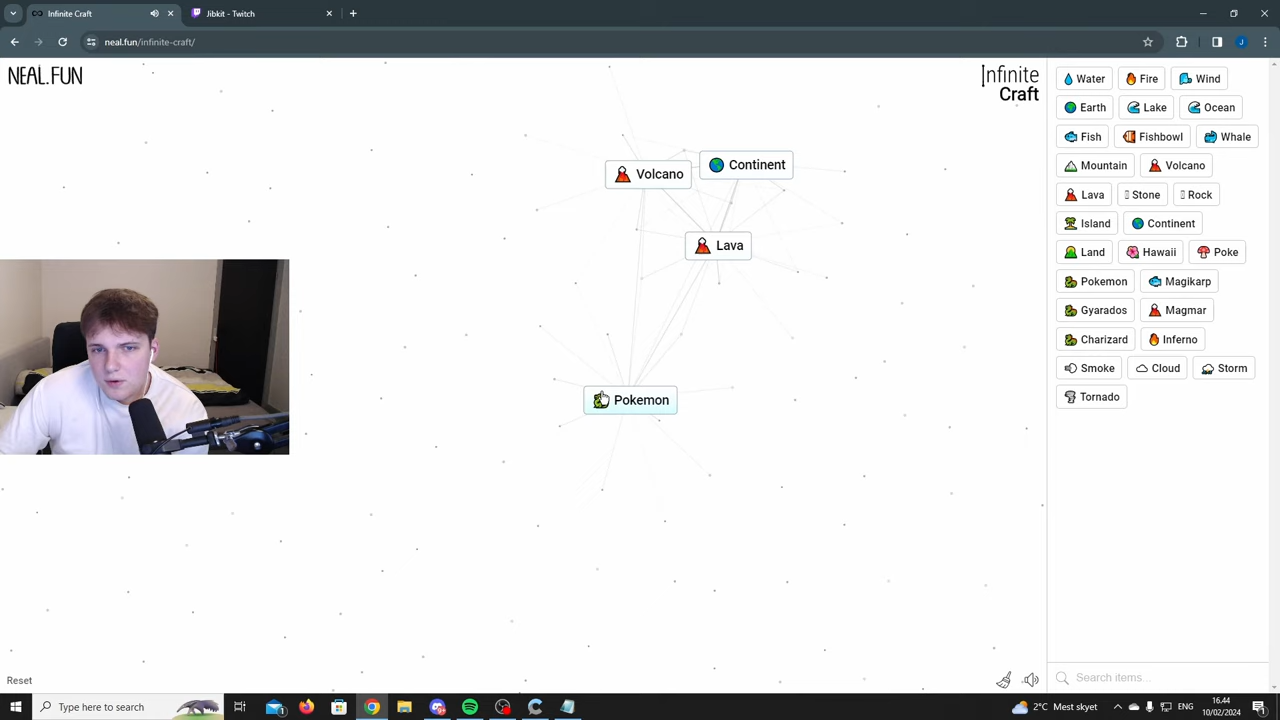 Infinite Craft
Jibkit - Twitch
neal.fun/infinite-craft/
J
NEAL.FUN
Infinite
Craft
Volcano
Continent
Lava
Pokemon
Water
Fire
Wind
Earth
Lake
Ocean
Fish
Fishbowl
Whale
Mountain
Volcano
Lava
Stone
Rock
Island
Continent
Land
Hawaii
Poke
Pokemon
Magikarp
Gyarados
Magmar
Charizard
Inferno
Smoke
Cloud
Storm
Tornado
Reset
Search items...
Type here to search
1
2°C Mest skyet
16.44
10/02/2024